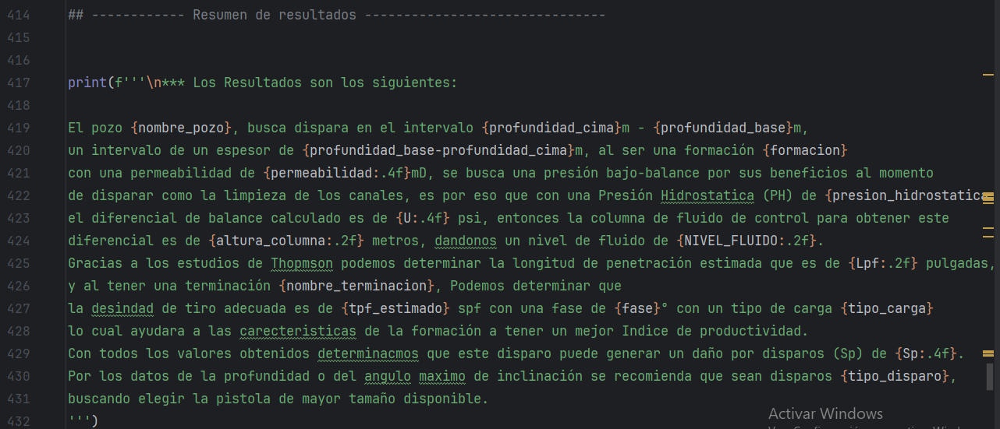 414 ## ------------ Resumen de resultados -------------------------------
415
416
417 print(f'''\n*** Los Resultados son los siguientes:
418
419 El pozo {nombre_pozo}, busca dispara en el intervalo {profundidad_cima}m - {profundidad_base}m,
420 un intervalo de un espesor de {profundidad_base-profundidad_cima}m, al ser una formación {formacion}
421 con una permeabilidad de {permeabilidad:.4f}mD, se busca una presión bajo-balance por sus beneficios al momento
422 de disparar como la limpieza de los canales, es por eso que con una Presión Hidrostatica (PH) de {presion_hidrostatica
423 el diferencial de balance calculado es de {U:.4f} psi, entonces la columna de fluido de control para obtener este
424 diferencial es de {altura_columna:.2f} metros, dandonos un nivel de fluido de {NIVEL_FLUIDO:.2f}.
425 Gracias a los estudios de Thopmson podemos determinar la longitud de penetración estimada que es de {Lpf:.2f} pulgadas,
426 y al tener una terminación {nombre_terminacion}, Podemos determinar que
427 la desindad de tiro adecuada es de {tpf_estimado} spf con una fase de {fase}° con un tipo de carga {tipo_carga}
428 lo cual ayudara a las carecteristicas de la formación a tener un mejor Indice de productividad.
429 Con todos los valores obtenidos determinacmos que este disparo puede generar un daño por disparos (Sp) de {Sp:.4f}.
430 Por los datos de la profundidad o del angulo maximo de inclinación se recomienda que sean disparos {tipo_disparo},
431 buscando elegir la pistola de mayor tamaño disponible.
432 ''')
Activar Windows